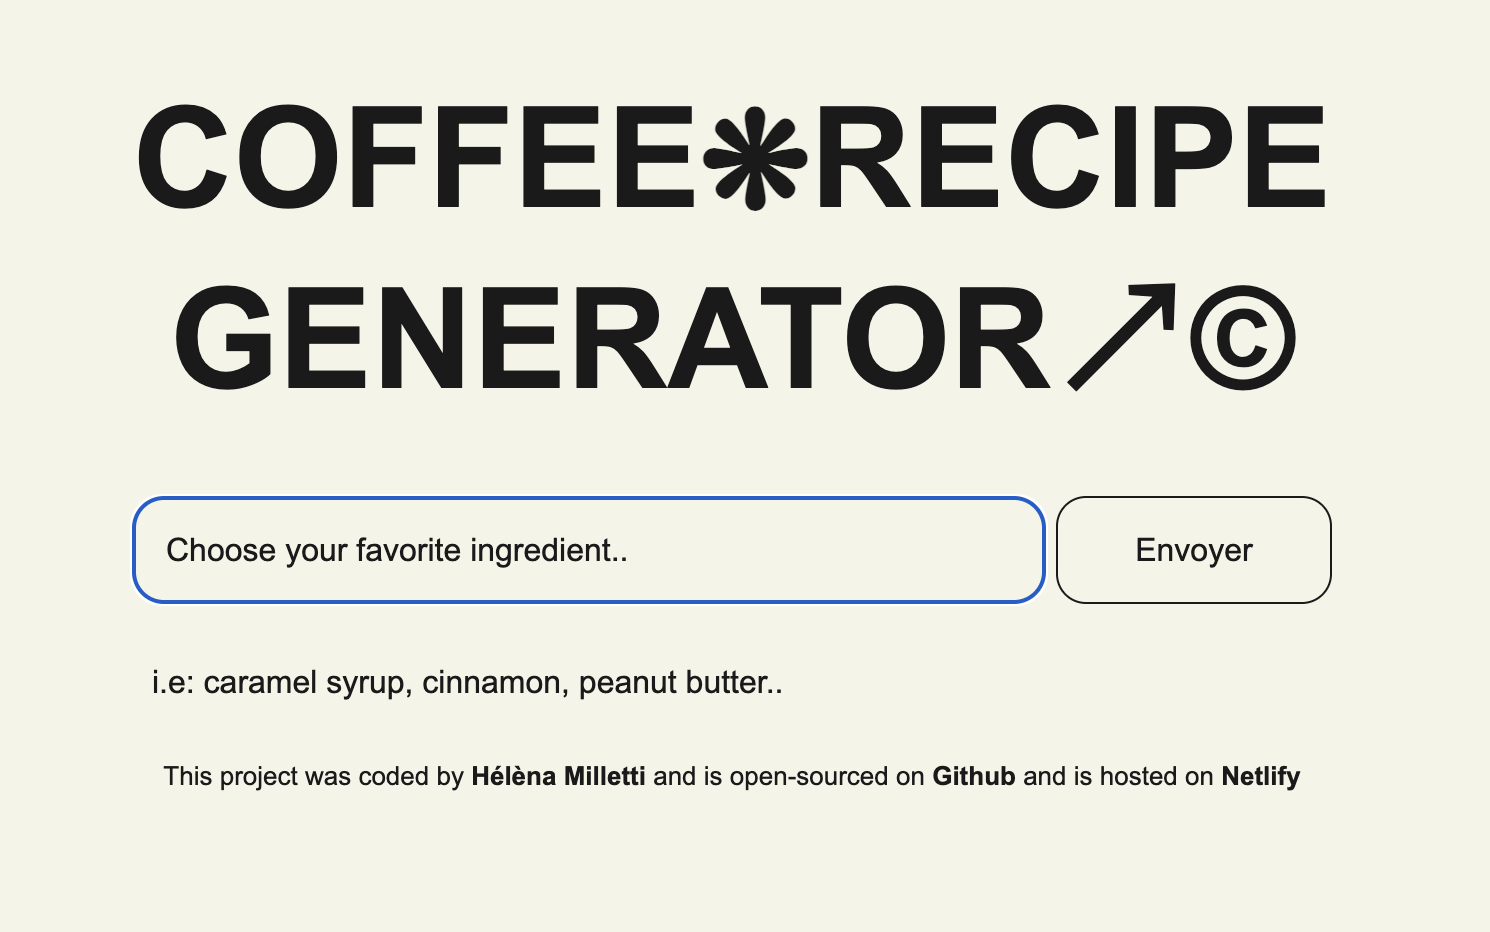 COFFEE❋RECIPE
GENERATOR↗©
Choose your favorite ingredient..
Envoyer
i.e: caramel syrup, cinnamon, peanut butter..
This project was coded by Hélèna Milletti and is open-sourced on Github and is hosted on Netlify